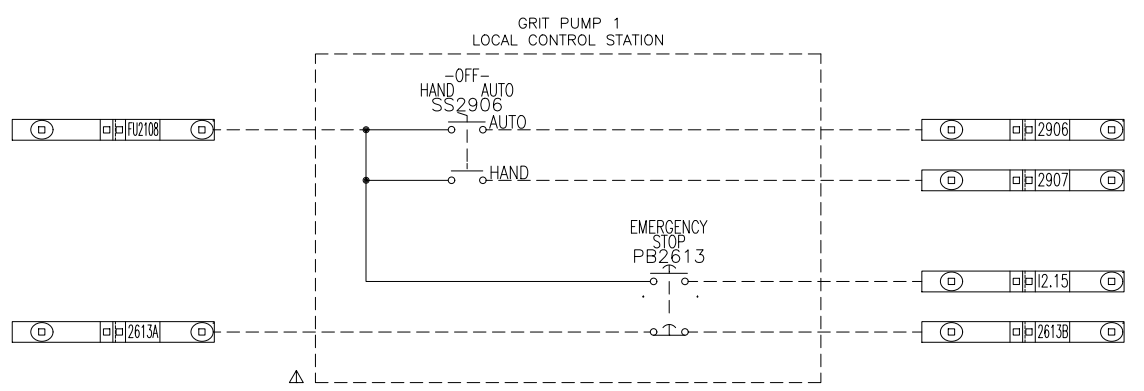 GRIT PUMP 1
LOCAL CONTROL STATION
-OFF-
HAND AUTO
SS2906
FU2108
AUTO
2906
HAND
2907
EMERGENCY
STOP
PB2613
I2.15
2613A
2613B